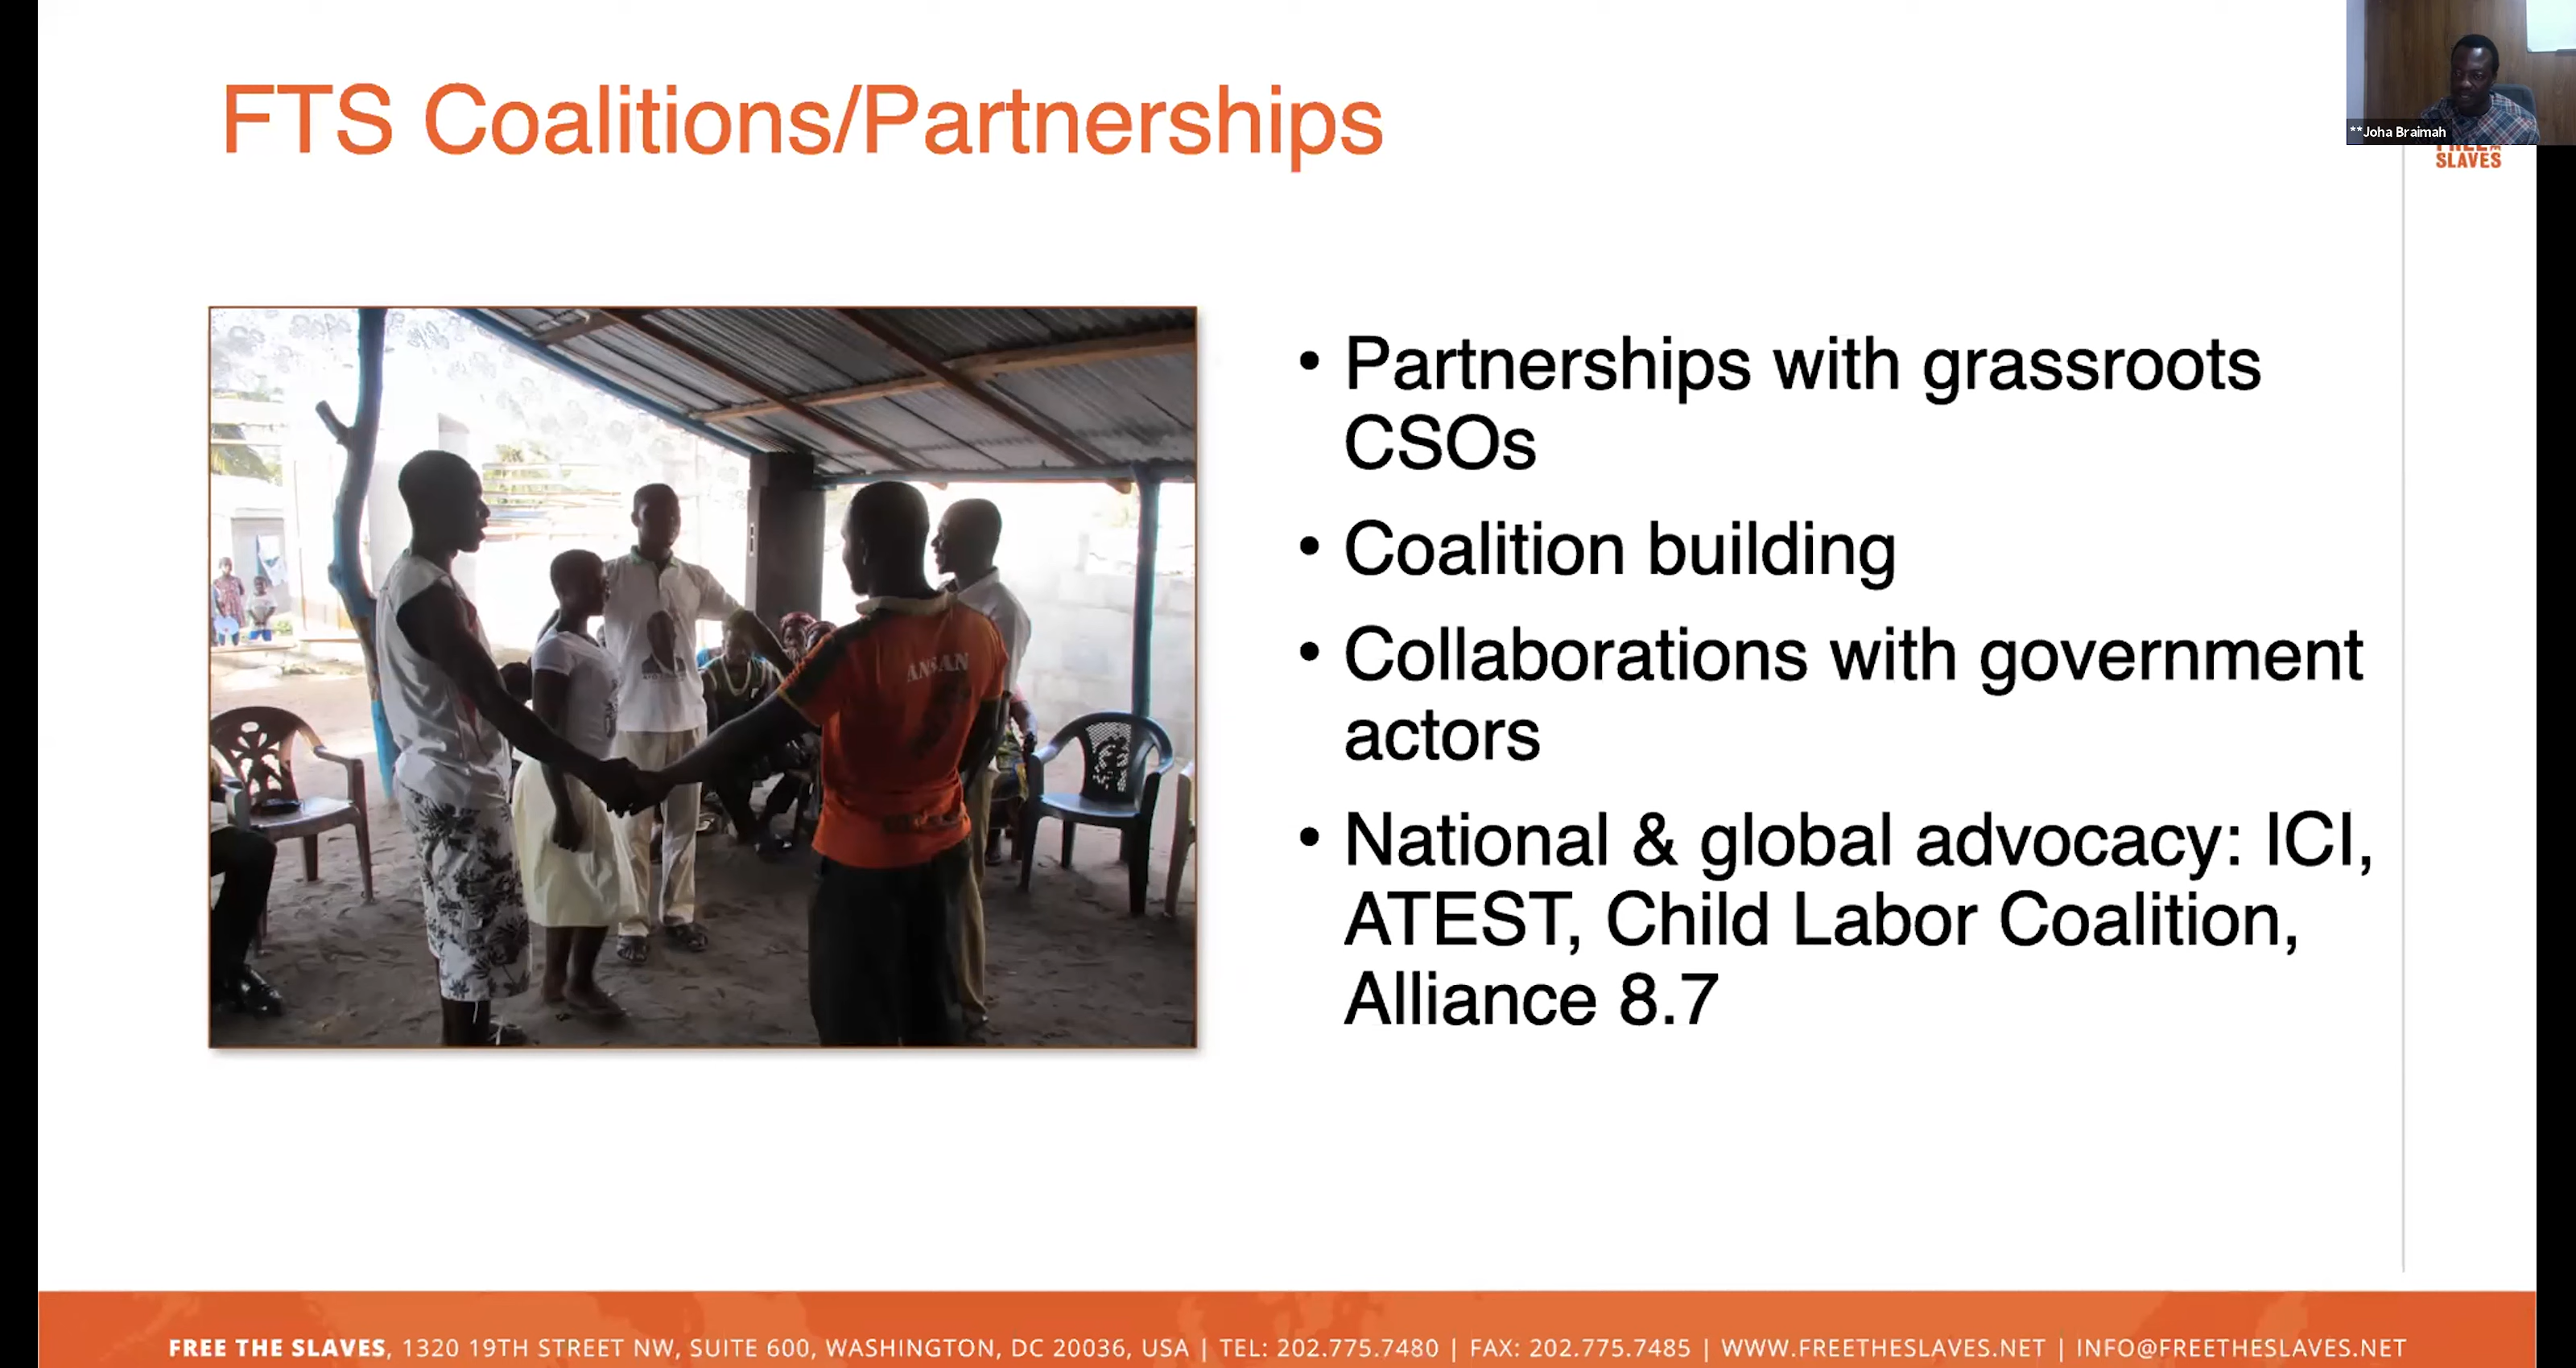 FTS Coalitions/Partnerships
**Joha Braimah
SLAVES
ANSAN
• Partnerships with grassroots
CSOs
• Coalition building
• Collaborations with government
actors
• National & global advocacy: ICI,
ATEST, Child Labor Coalition,
Alliance 8.7
FREE THE SLAVES, 1320 19TH STREET NW, SUITE 600, WASHINGTON, DC 20036, USA | TEL: 202.775.7480 | FAX: 202.775.7485 | WWW.FREETHESLAVES.NET | INFO@FREETHESLAVES.NET